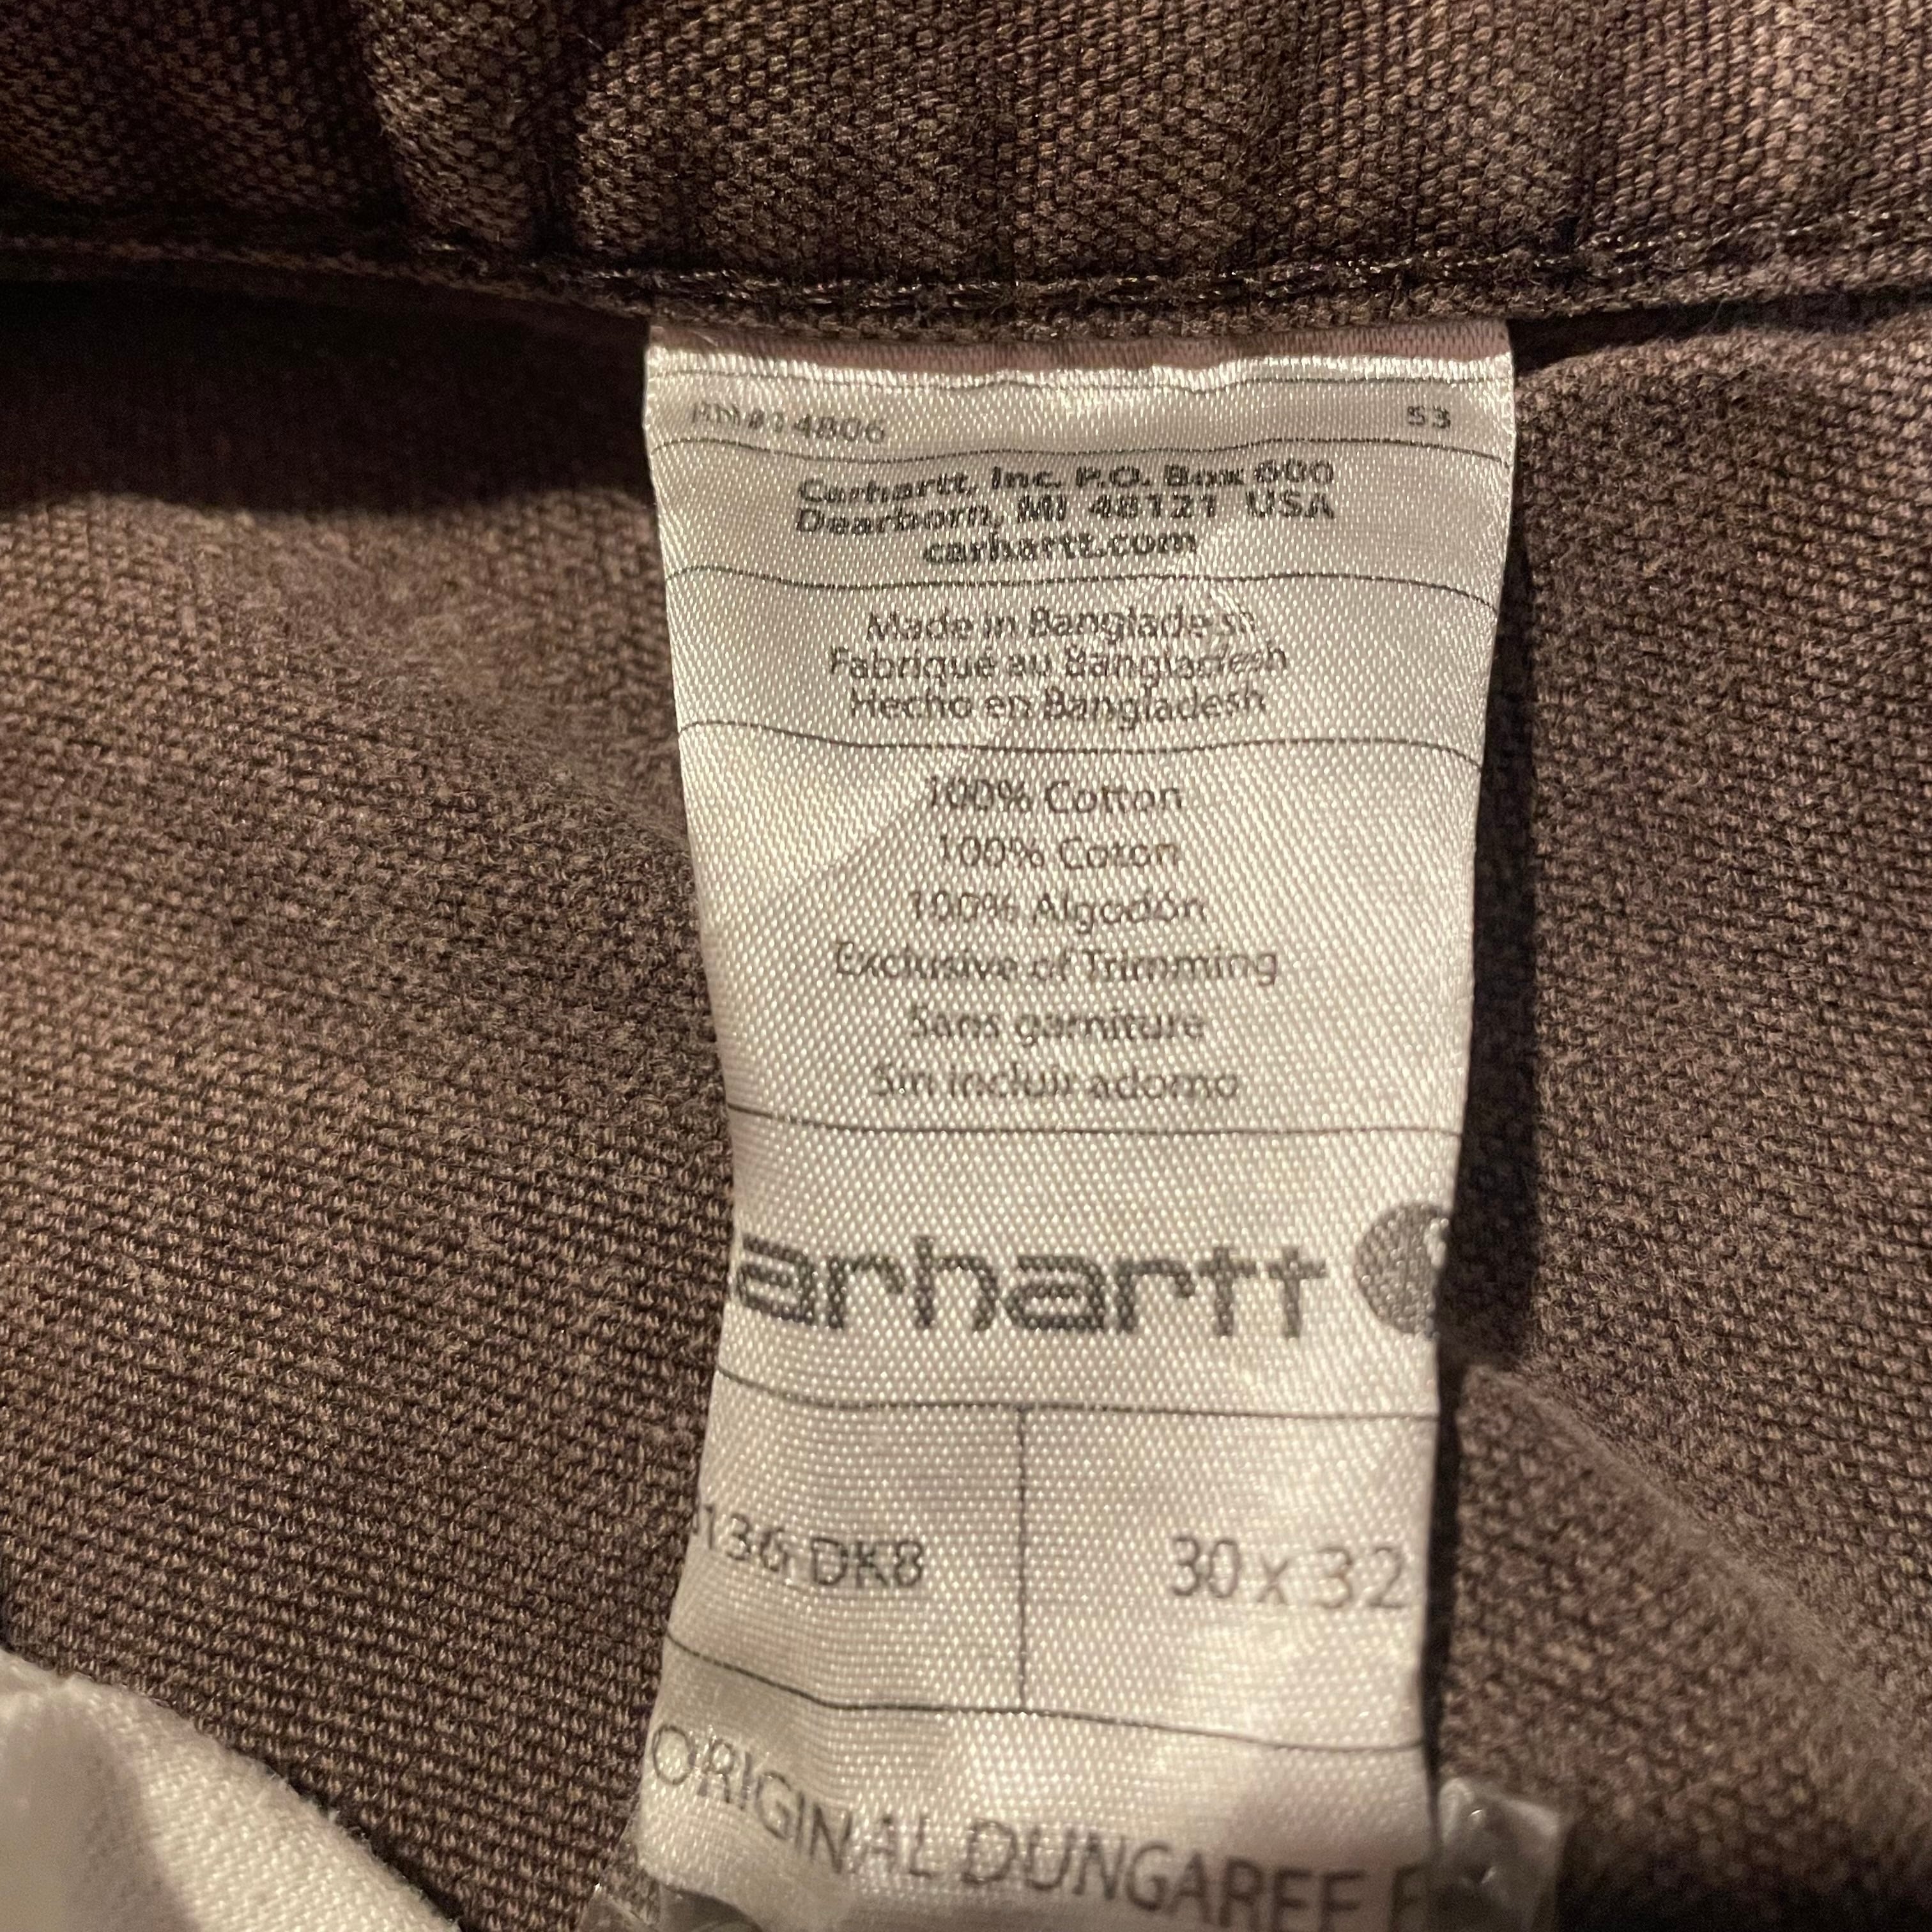 RN#14806 53
Carhartt, Inc. P.O. Box 600
Dearborn, MI 48121 USA
carhartt.com
Made in Bangladesh
Fabriqué au Bangladesh
Hecho en Bangladesh
100% Cotton
100% Coton
100% Algodón
Exclusive of Trimming
Sans garniture
Sin incluir adorno
arhartt
136-DK8 30 x 32
ORIGINAL DUNGAREE F